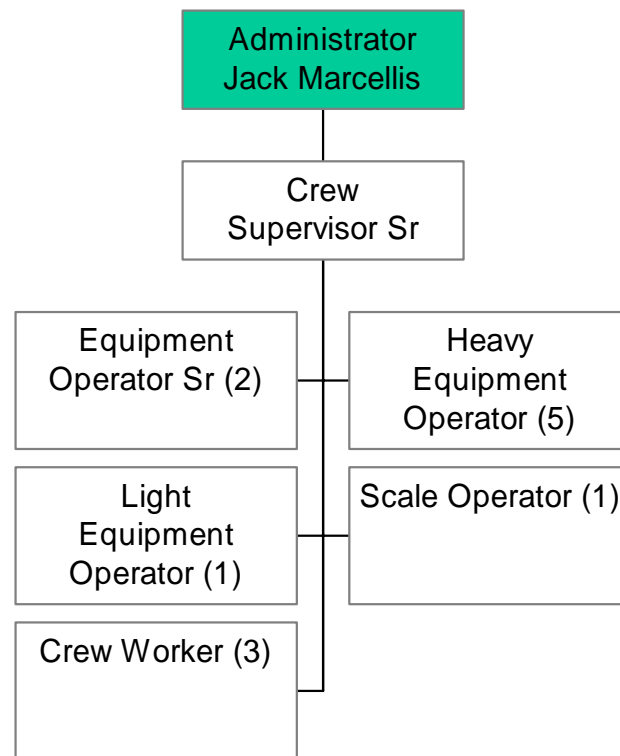 Administrator
Jack Marcellis
Crew
Supervisor Sr
Equipment
Operator Sr (2)
Heavy
Equipment
Operator (5)
Light
Equipment
Operator (1)
Scale Operator (1)
Crew Worker (3)